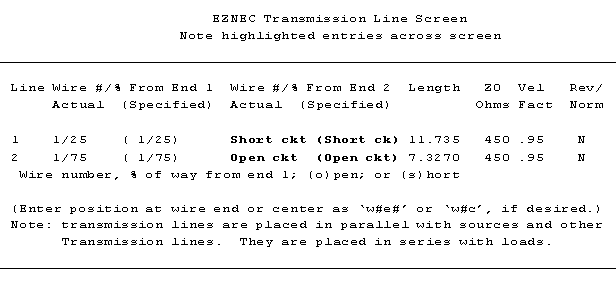 EZNEC Transmission Line Screen
Note highlighted entries across screen
Line Wire #/% From End 1 Wire #/% From End 2 Length ZO Vel Rev/
Actual (Specified) Actual (Specified) Ohms Fact Norm
1 1/25 ( 1/25) Short ckt (Short ck) 11.735 450 .95 N
2 1/75 ( 1/75) Open ckt (Open ckt) 7.3270 450 .95 N
Wire number, % of way from end 1; (o)pen; or (s)hort
(Enter position at wire end or center as `w#e#' or `w#c', if desired.)
Note: transmission lines are placed in parallel with sources and other
Transmission lines. They are placed in series with loads.